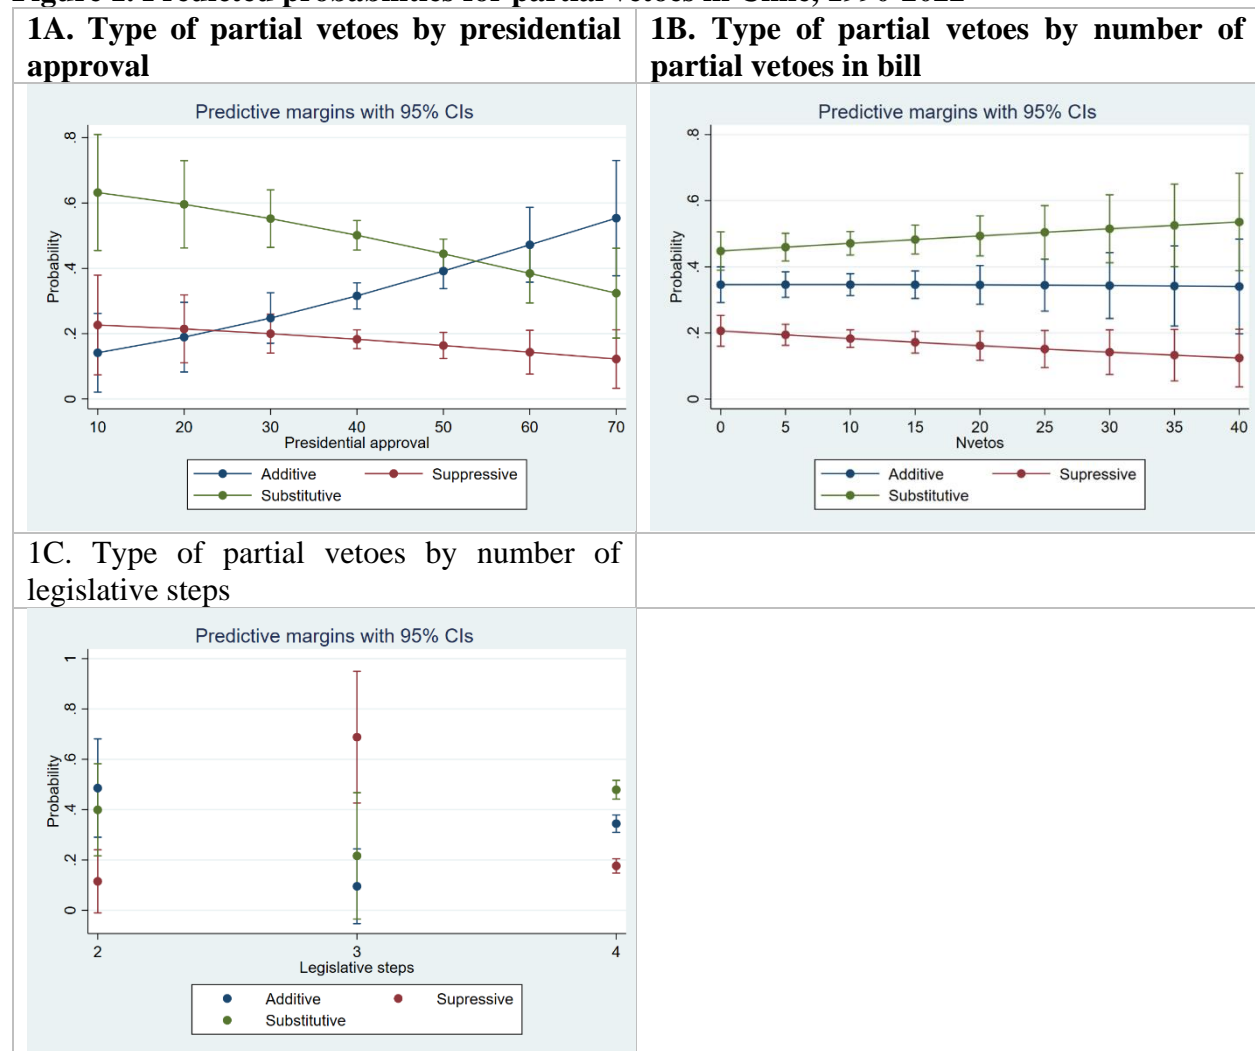 1A. Type of partial vetoes by presidential
approval
1B. Type of partial vetoes by number of
partial vetoes in bill
Predictive margins with 95% CIs
Probability
.8
.6
.4
.2
0
10 20 30 40 50 60 70
Presidential approval
Additive Suppressive
Substitutive
Predictive margins with 95% CIs
Probability
.8
.6
.4
.2
0
0 5 10 15 20 25 30 35 40
Nvetos
Additive Supressive
Substitutive
1C. Type of partial vetoes by number of
legislative steps
Predictive margins with 95% CIs
Probability
1
.8
.6
.4
.2
0
2 3 4
Legislative steps
Additive Supressive
Substitutive